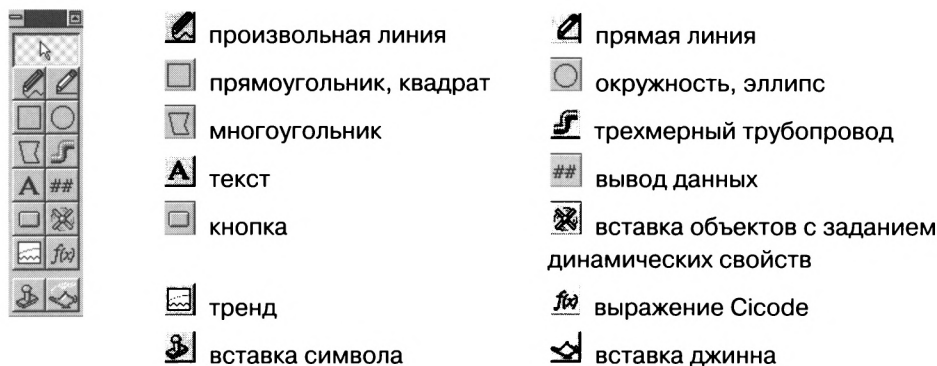 произвольная линия
прямая линия
прямоугольник, квадрат
окружность, эллипс
многоугольник
трехмерный трубопровод
A текст
## вывод данных
A ##
кнопка
вставка объектов с заданием
динамических свойств
f(x)
тренд
f(x) выражение Cicode
вставка символа
вставка джинна